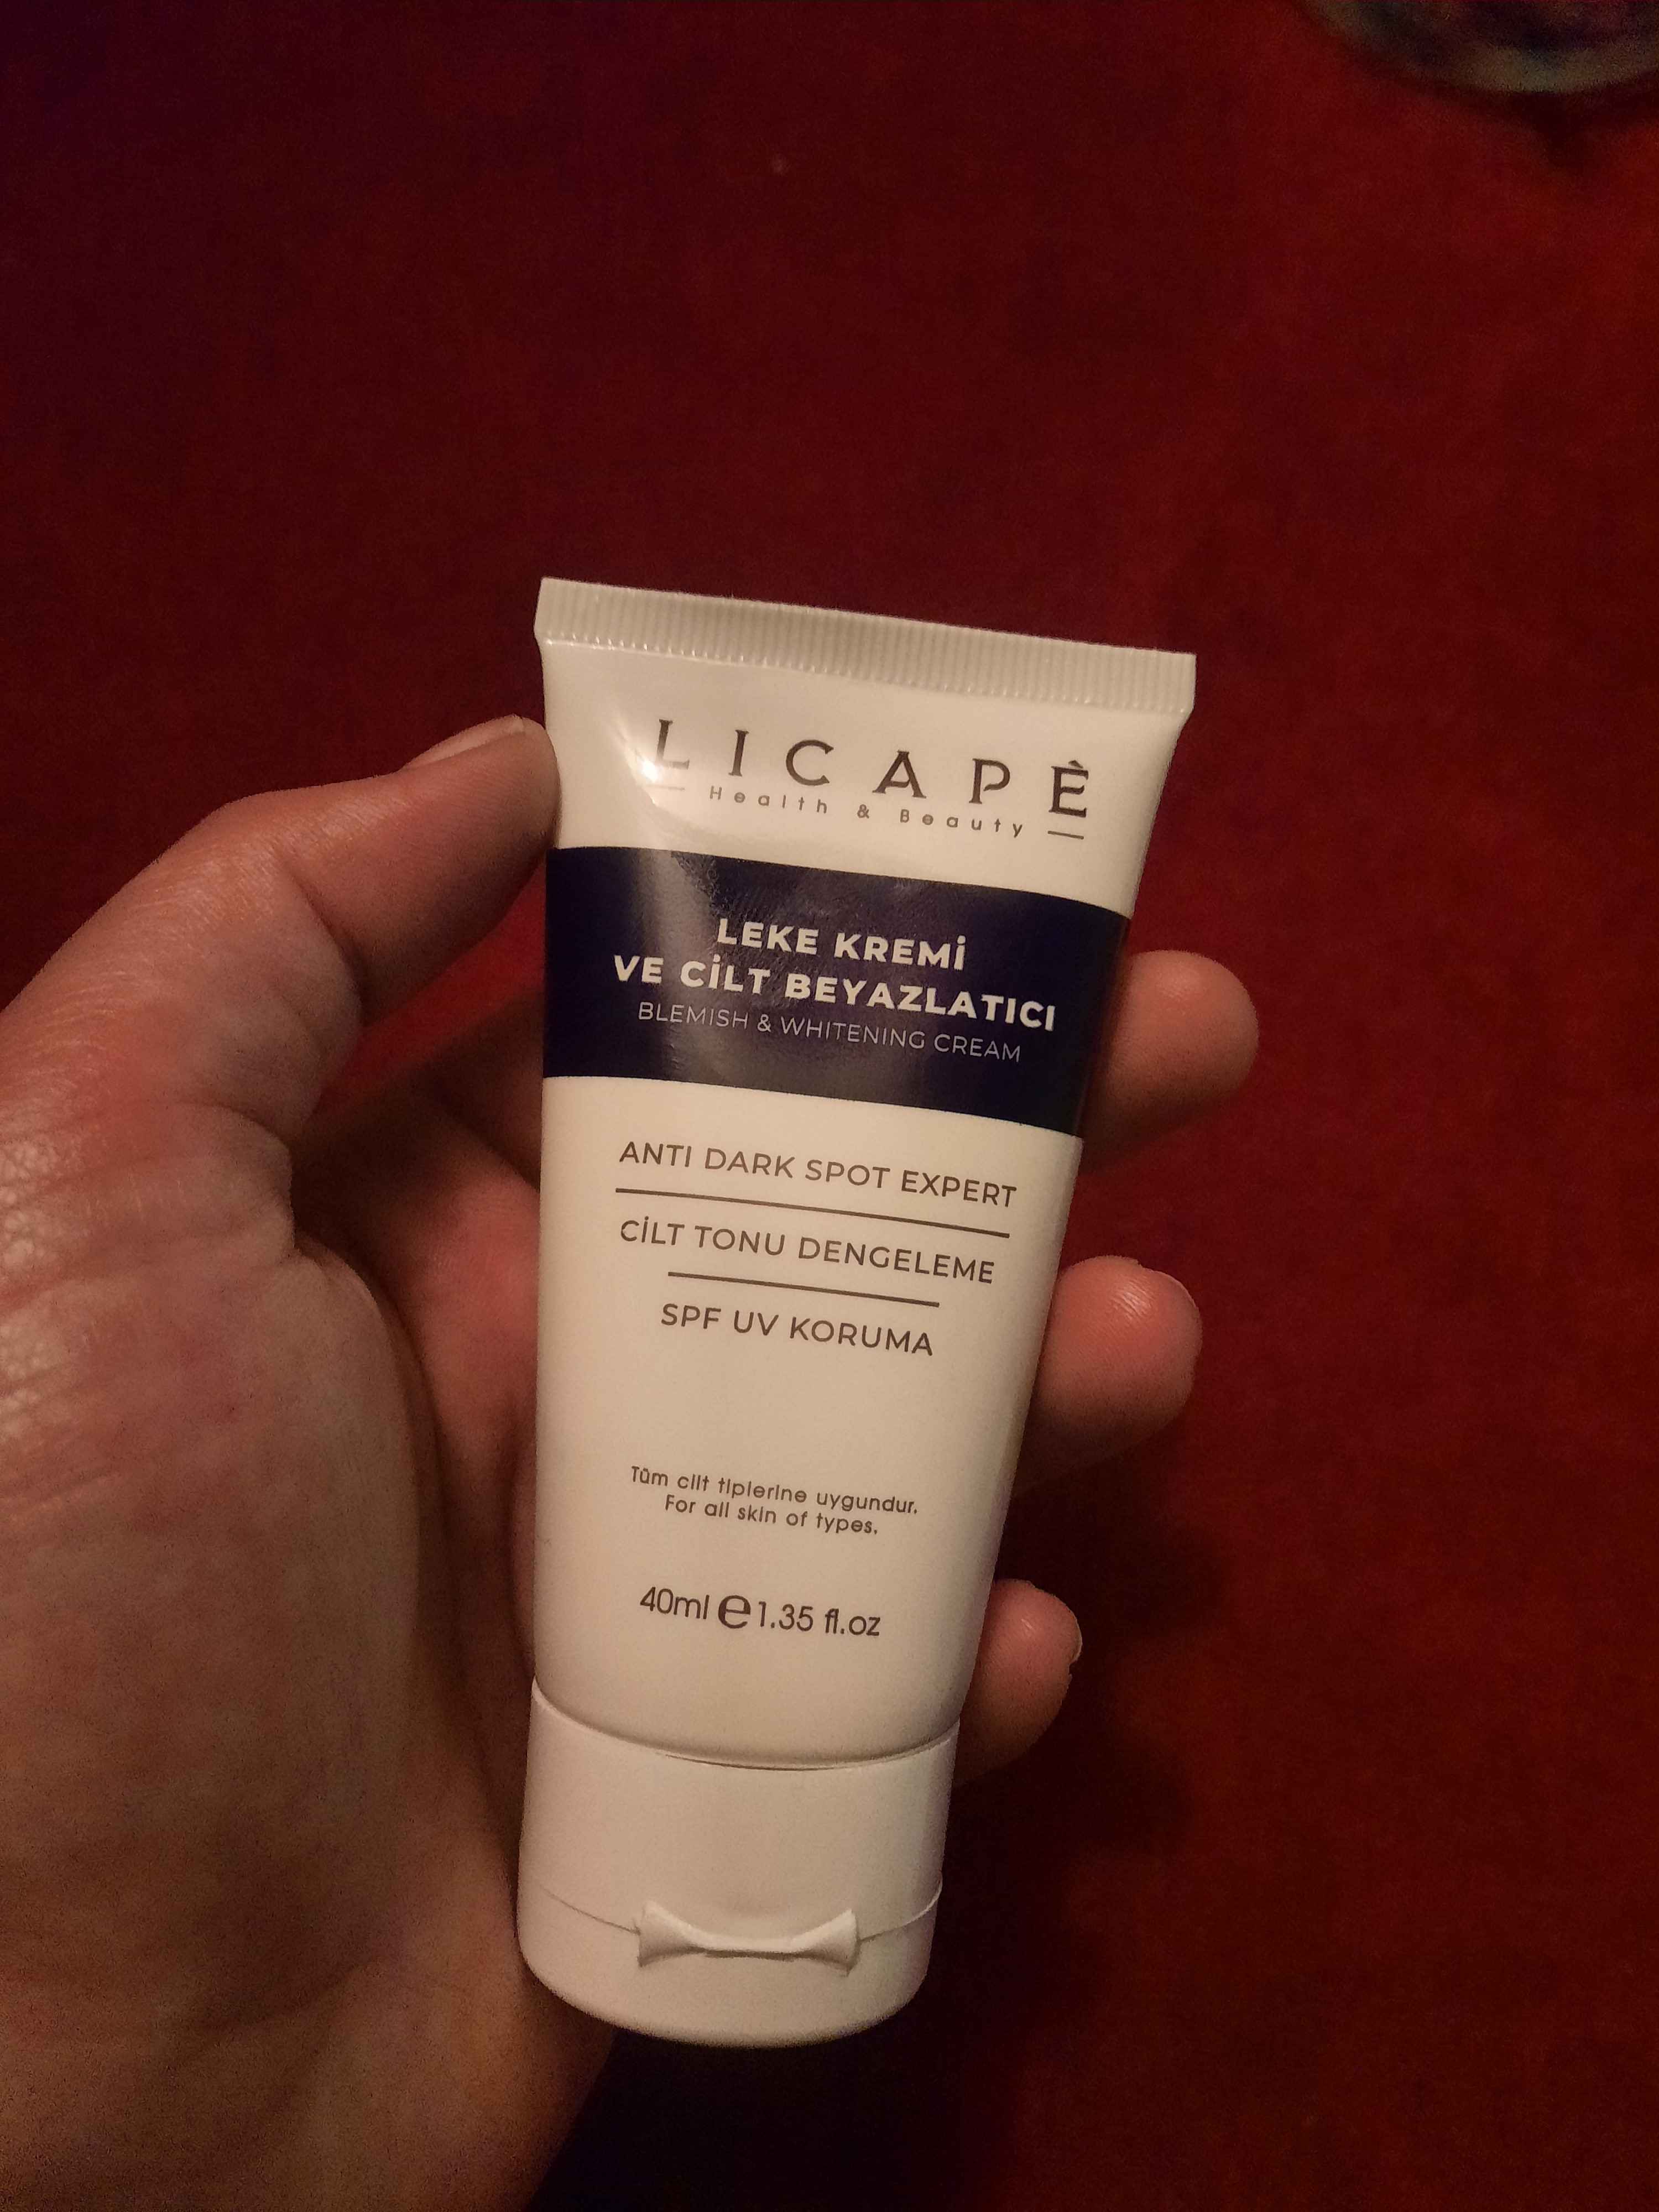 LICAPÈ
Health & Beauty
LEKE KREMİ
VE CİLT BEYAZLATICI
BLEMISH & WHITENING CREAM
ANTI DARK SPOT EXPERT
CİLT TONU DENGELEME
SPF UV KORUMA
Tüm cilt tiplerine uygundur.
For all skin of types.
40ml ℮ 1.35 fl.oz